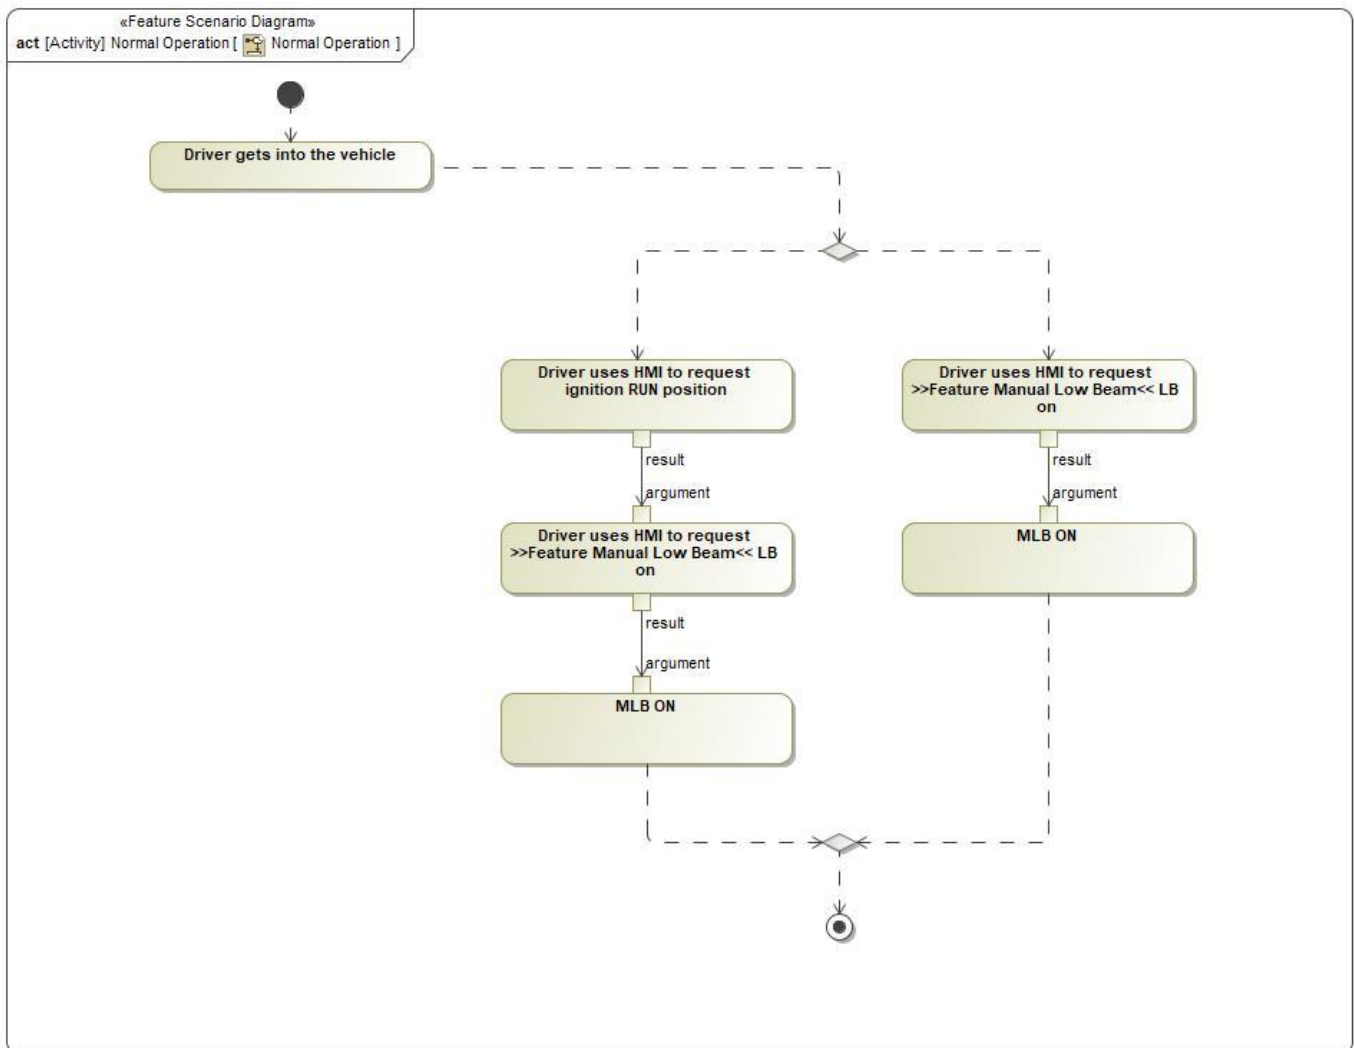 «Feature Scenario Diagram»
act [Activity] Normal Operation [ Normal Operation ]
Driver gets into the vehicle
Driver uses HMI to request
ignition RUN position
Driver uses HMI to request
>>Feature Manual Low Beam<< LB
on
result
argument
result
argument
Driver uses HMI to request
>>Feature Manual Low Beam<< LB
on
MLB ON
result
argument
MLB ON